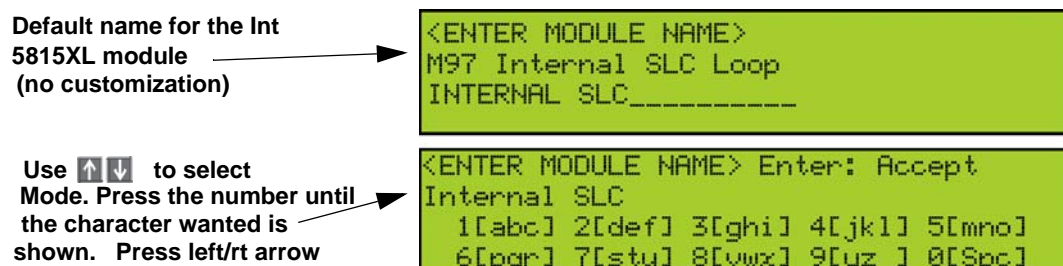 Default name for the Int
5815XL module
(no customization)
<ENTER MODULE NAME>
M97 Internal SLC Loop
INTERNAL SLC__________
Use ↑ ↓ to select
Mode. Press the number until
the character wanted is
shown. Press left/rt arrow
<ENTER MODULE NAME> Enter: Accept
Internal SLC
1[abc] 2[def] 3[ghi] 4[jkl] 5[mno]
6[pqr] 7[stu] 8[vwx] 9[yz ] 0[Spc]